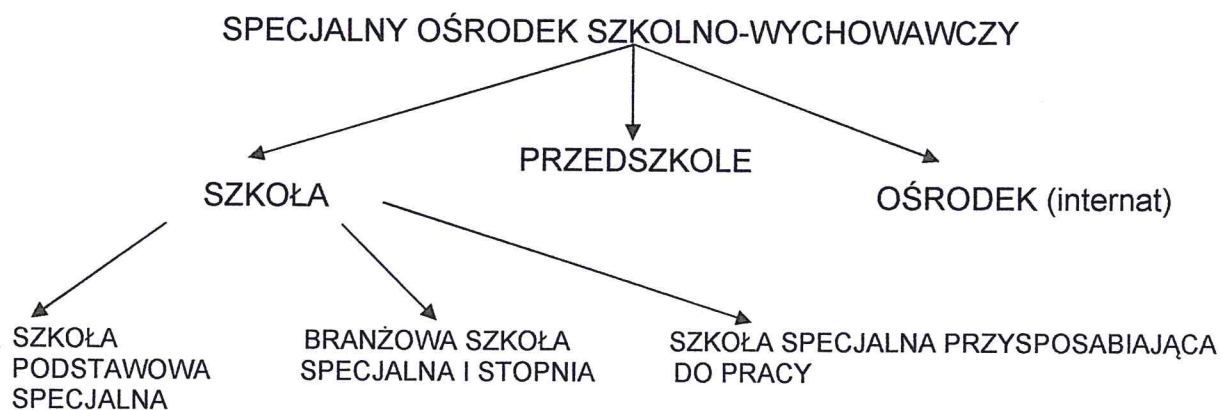 SPECJALNY OŚRODEK SZKOLNO-WYCHOWAWCZY
PRZEDSZKOLE
SZKOŁA
OŚRODEK (internat)
SZKOŁA
PODSTAWOWA
SPECJALNA
BRANŻOWA SZKOŁA
SPECJALNA I STOPNIA
SZKOŁA SPECJALNA PRZYSPOSABIAJĄCA
DO PRACY